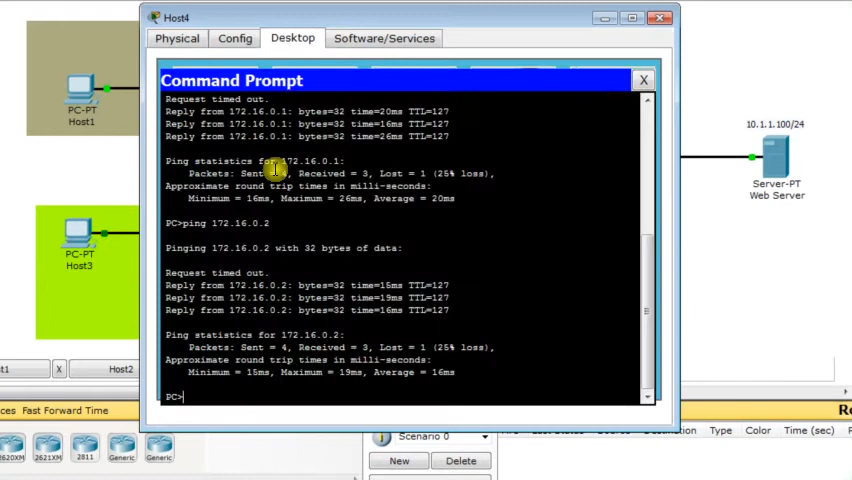 Host4
Physical
Config
Desktop
Software/Services
Command Prompt
X
Request timed out.
Reply from 172.16.0.1: bytes=32 time=20ms TTL=127
Reply from 172.16.0.1: bytes=32 time=16ms TTL=127
Reply from 172.16.0.1: bytes=32 time=26ms TTL=127
Ping statistics for 172.16.0.1:
Packets: Sent = 4, Received = 3, Lost = 1 (25% loss),
Approximate round trip times in milli-seconds:
Minimum = 16ms, Maximum = 26ms, Average = 20ms
PC>ping 172.16.0.2
Pinging 172.16.0.2 with 32 bytes of data:
Request timed out.
Reply from 172.16.0.2: bytes=32 time=15ms TTL=127
Reply from 172.16.0.2: bytes=32 time=19ms TTL=127
Reply from 172.16.0.2: bytes=32 time=16ms TTL=127
Ping statistics for 172.16.0.2:
Packets: Sent = 4, Received = 3, Lost = 1 (25% loss),
Approximate round trip times in milli-seconds:
Minimum = 15ms, Maximum = 19ms, Average = 16ms
PC>
PC-PT
Host1
PC-PT
Host3
10.1.1.100/24
Server-PT
Web Server
t1
X
Host2
ces
Fast Forward Time
Re
2620XM
2621XM
2811
Generic
Generic
Scenario 0
New
Delete
Type
Color
Time (sec)